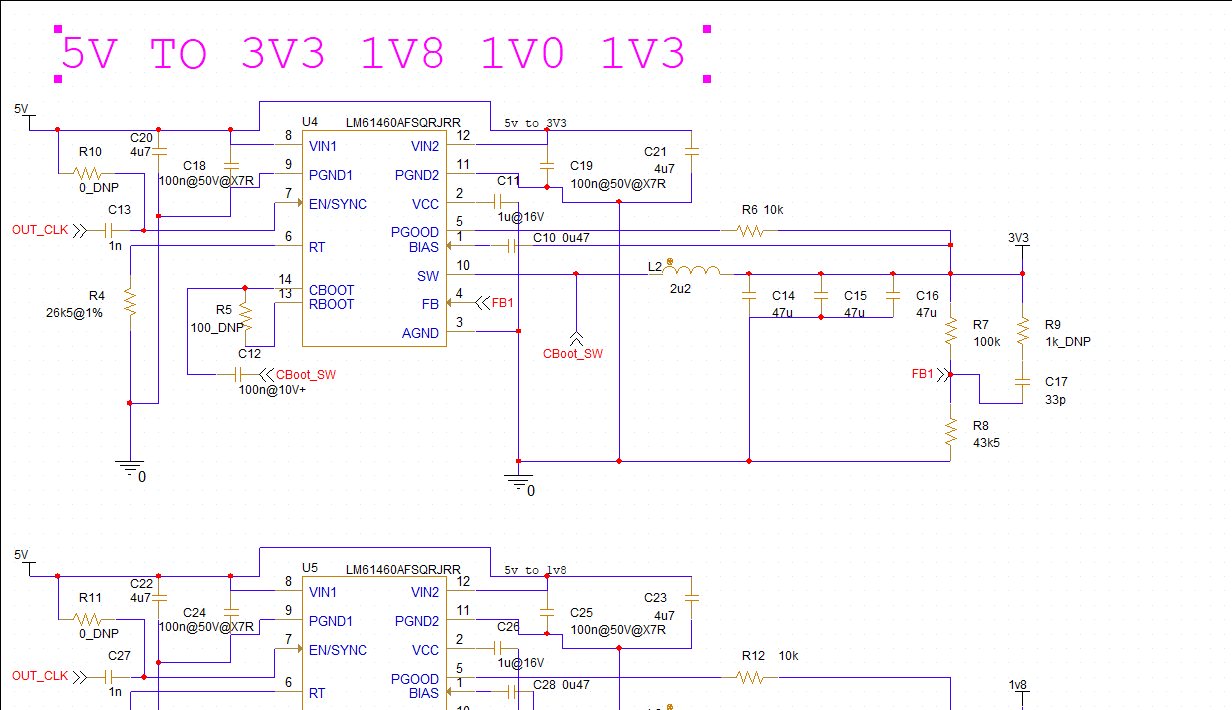 5V TO 3V3 1V8 1V0 1V3
5V
U4 LM61460AFSQRJRR
5v to 3V3
R10
0_DNP
C20
4u7
C18
100n@50V@X7R
8 VIN1
9 PGND1
7 EN/SYNC
6 RT
14 CBOOT
13 RBOOT
VIN2 12
PGND2 11
VCC 2
PGOOD 5
BIAS 1
SW 10
FB 4
AGND 3
C19
100n@50V@X7R
C21
4u7
C11
1u@16V
OUT_CLK
C13
1n
R6 10k
C10 0u47
3V3
L2
2u2
FB1
R4
26k5@1%
R5
100_DNP
C12
CBoot_SW
100n@10V+
CBoot_SW
C14
47u
C15
47u
C16
47u
R7
100k
R9
1k_DNP
FB1
C17
33p
R8
43k5
0
0
5V
U5 LM61460AFSQRJRR
5v to 1v8
R11
0_DNP
C22
4u7
C24
100n@50V@X7R
8 VIN1
9 PGND1
7 EN/SYNC
6 RT
VIN2 12
PGND2 11
VCC 2
PGOOD 5
BIAS 1
C25
100n@50V@X7R
C23
4u7
C26
1u@16V
OUT_CLK
C27
1n
R12 10k
C28 0u47
1v8